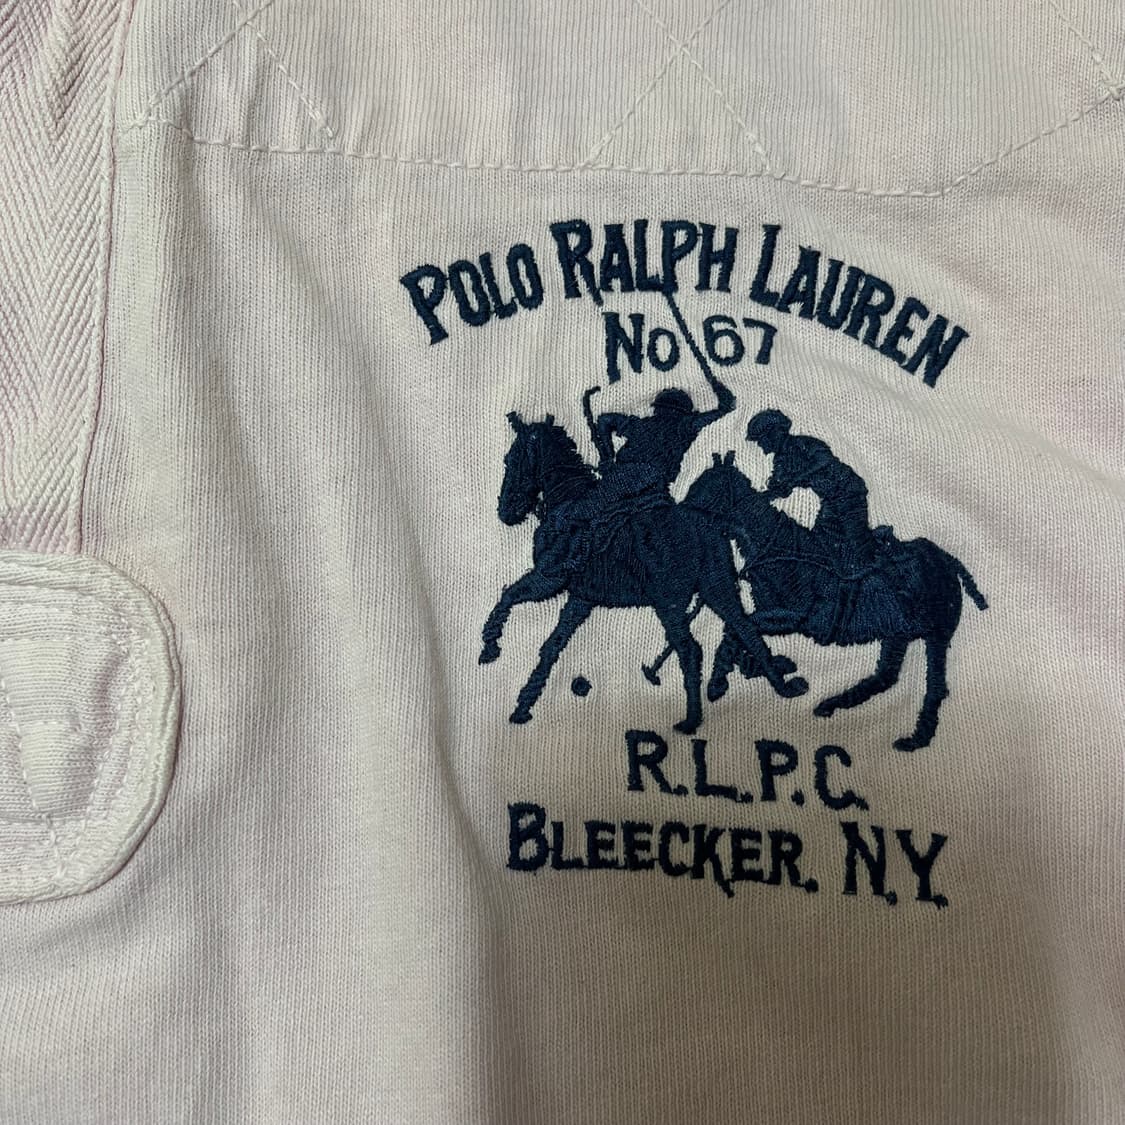 POLO RALPH LAUREN
No 67
R.L.P.C.
BLEECKER. N.Y.